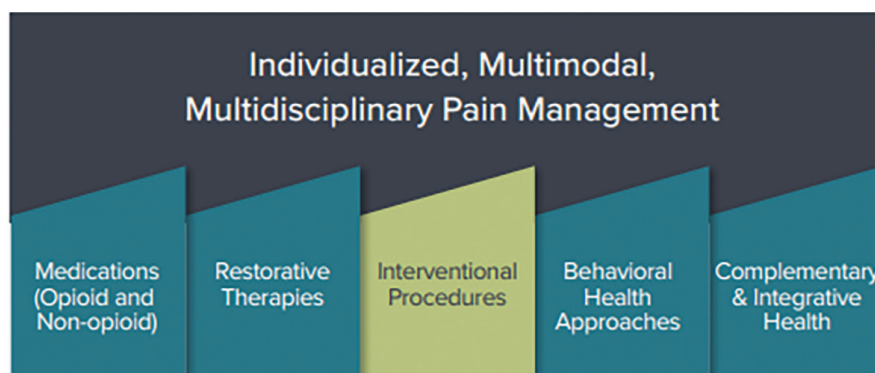 Individualized, Multimodal,
Multidisciplinary Pain Management
Medications
(Opioid and
Non-opioid)
Restorative
Therapies
Interventional
Procedures
Behavioral
Health
Approaches
Complementary
& Integrative
Health